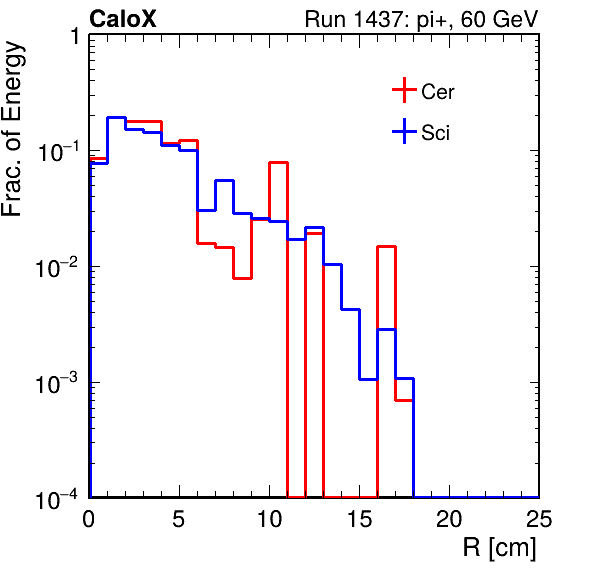 CaloX Run 1437: pi+, 60 GeV
Frac. of Energy
1
10⁻¹
10⁻²
10⁻³
10⁻⁴
Cer
Sci
0 5 10 15 20 25
R [cm]